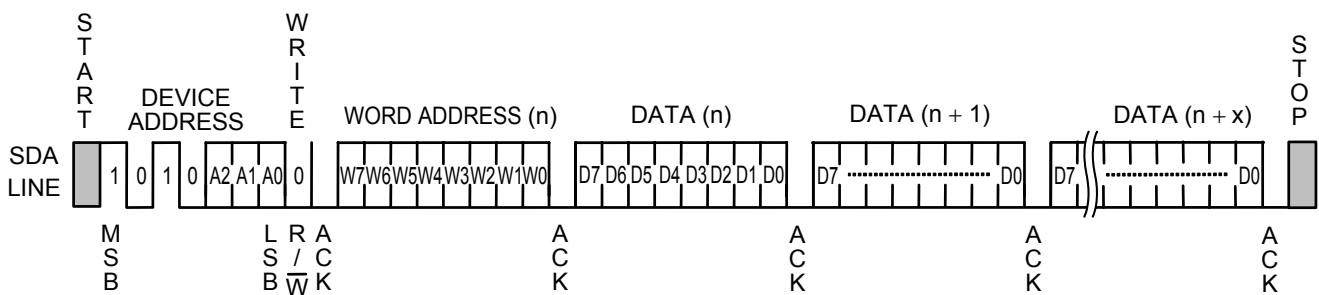 START
WRITE
STOP
DEVICE ADDRESS
WORD ADDRESS (n)
DATA (n)
DATA (n + 1)
DATA (n + x)
SDA LINE
1 0 1 0 A2 A1 A0 0
W7 W6 W5 W4 W3 W2 W1 W0
D7 D6 D5 D4 D3 D2 D1 D0
D7 D0
D7 D0
MSB
LSB
R/W
ACK
ACK
ACK
ACK
ACK